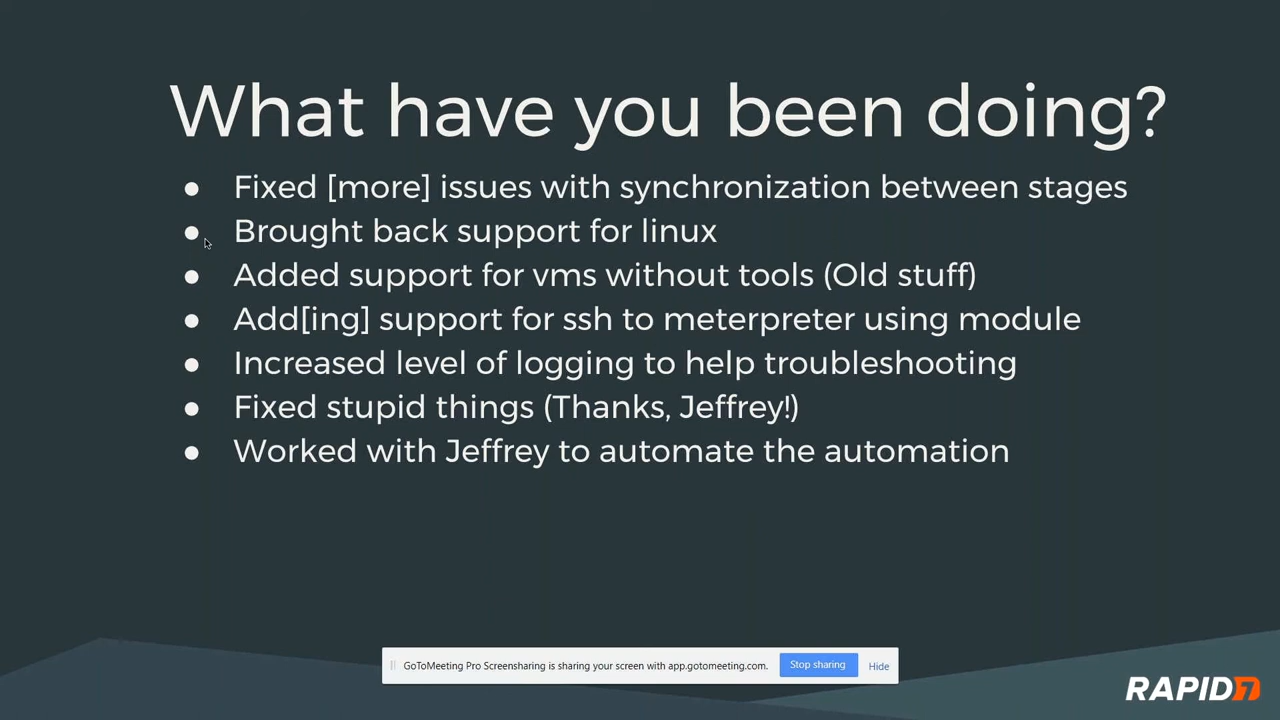 What have you been doing?
● Fixed [more] issues with synchronization between stages
● Brought back support for linux
● Added support for vms without tools (Old stuff)
● Add[ing] support for ssh to meterpreter using module
● Increased level of logging to help troubleshooting
● Fixed stupid things (Thanks, Jeffrey!)
● Worked with Jeffrey to automate the automation
GoToMeeting Pro Screensharing is sharing your screen with app.gotomeeting.com. Stop sharing Hide
RAPID7